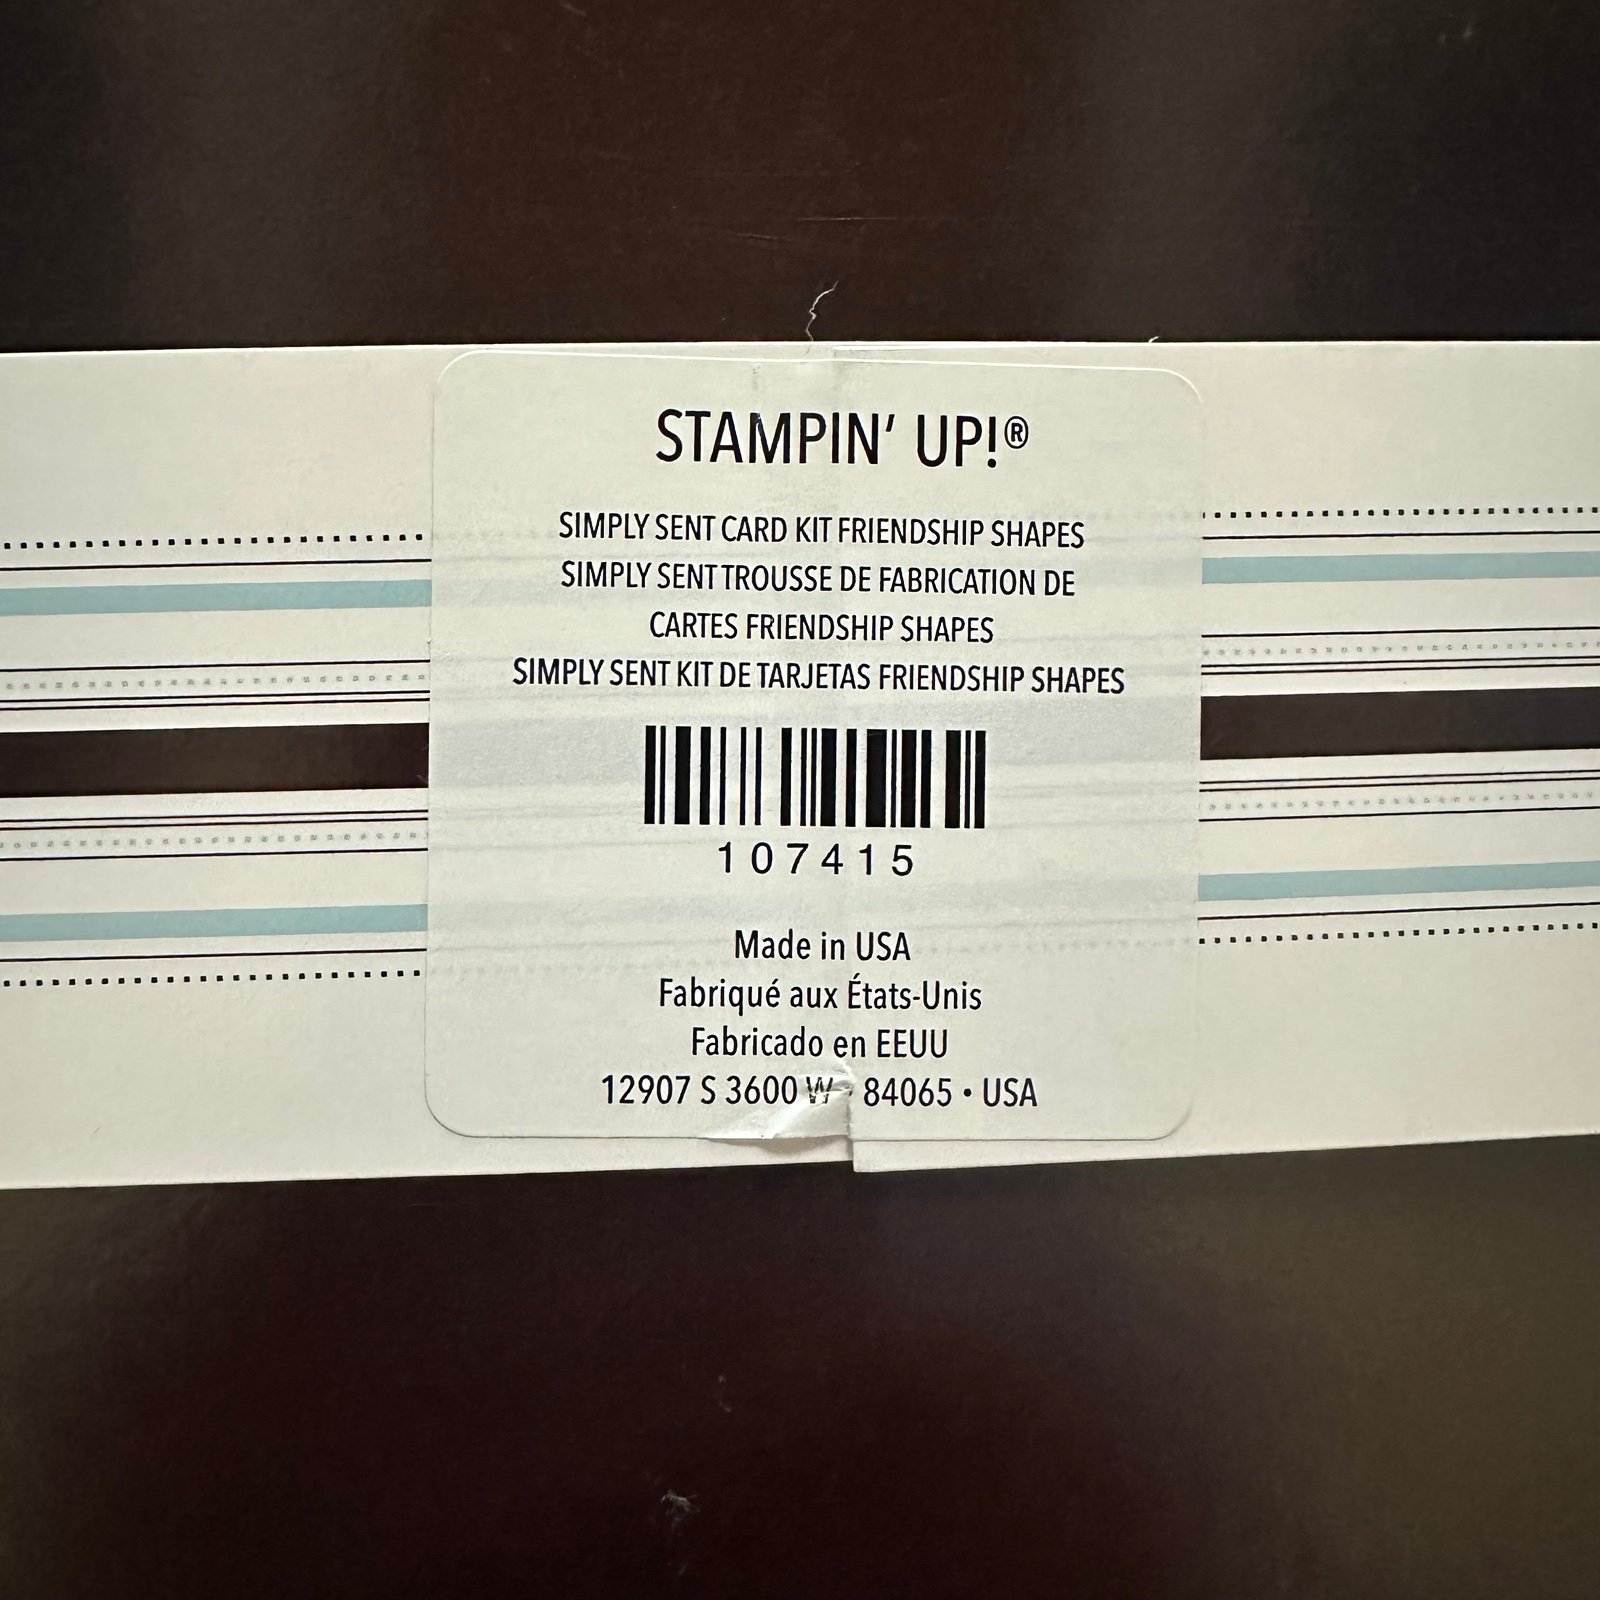 STAMPIN' UP!®
SIMPLY SENT CARD KIT FRIENDSHIP SHAPES
SIMPLY SENT TROUSSE DE FABRICATION DE
CARTES FRIENDSHIP SHAPES
SIMPLY SENT KIT DE TARJETAS FRIENDSHIP SHAPES
107415
Made in USA
Fabriqué aux États-Unis
Fabricado en EEUU
12907 S 3600 W • 84065 • USA